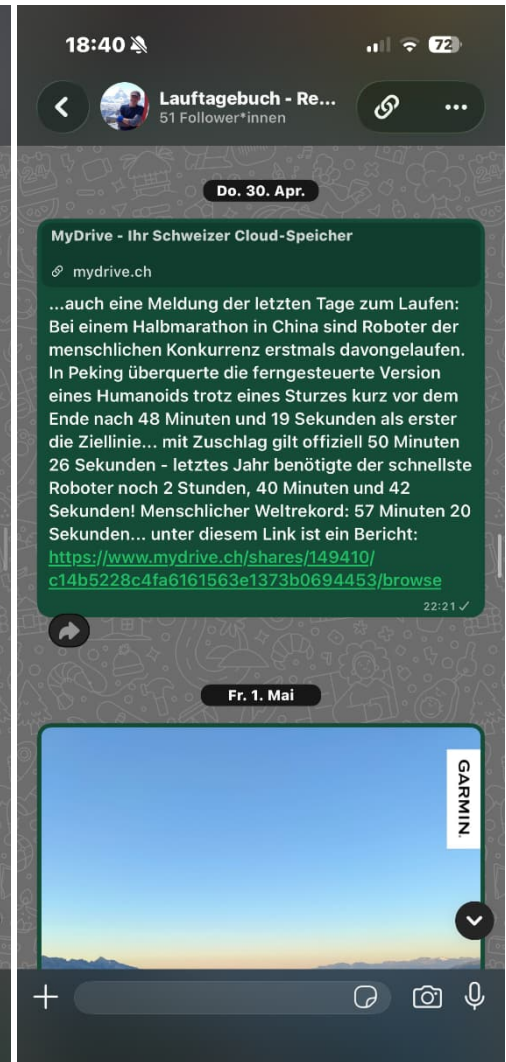 18:40
72
Lauftagebuch - Re...
51 Follower*innen
Do. 30. Apr.
MyDrive - Ihr Schweizer Cloud-Speicher
mydrive.ch
...auch eine Meldung der letzten Tage zum Laufen:
Bei einem Halbmarathon in China sind Roboter der
menschlichen Konkurrenz erstmals davongelaufen.
In Peking überquerte die ferngesteuerte Version
eines Humanoids trotz eines Sturzes kurz vor dem
Ende nach 48 Minuten und 19 Sekunden als erster
die Ziellinie... mit Zuschlag gilt offiziell 50 Minuten
26 Sekunden - letztes Jahr benötigte der schnellste
Roboter noch 2 Stunden, 40 Minuten und 42
Sekunden! Menschlicher Weltrekord: 57 Minuten 20
Sekunden... unter diesem Link ist ein Bericht:
https://www.mydrive.ch/shares/149410/
c14b5228c4fa6161563e1373b0694453/browse
22:21
Fr. 1. Mai
GARMIN.